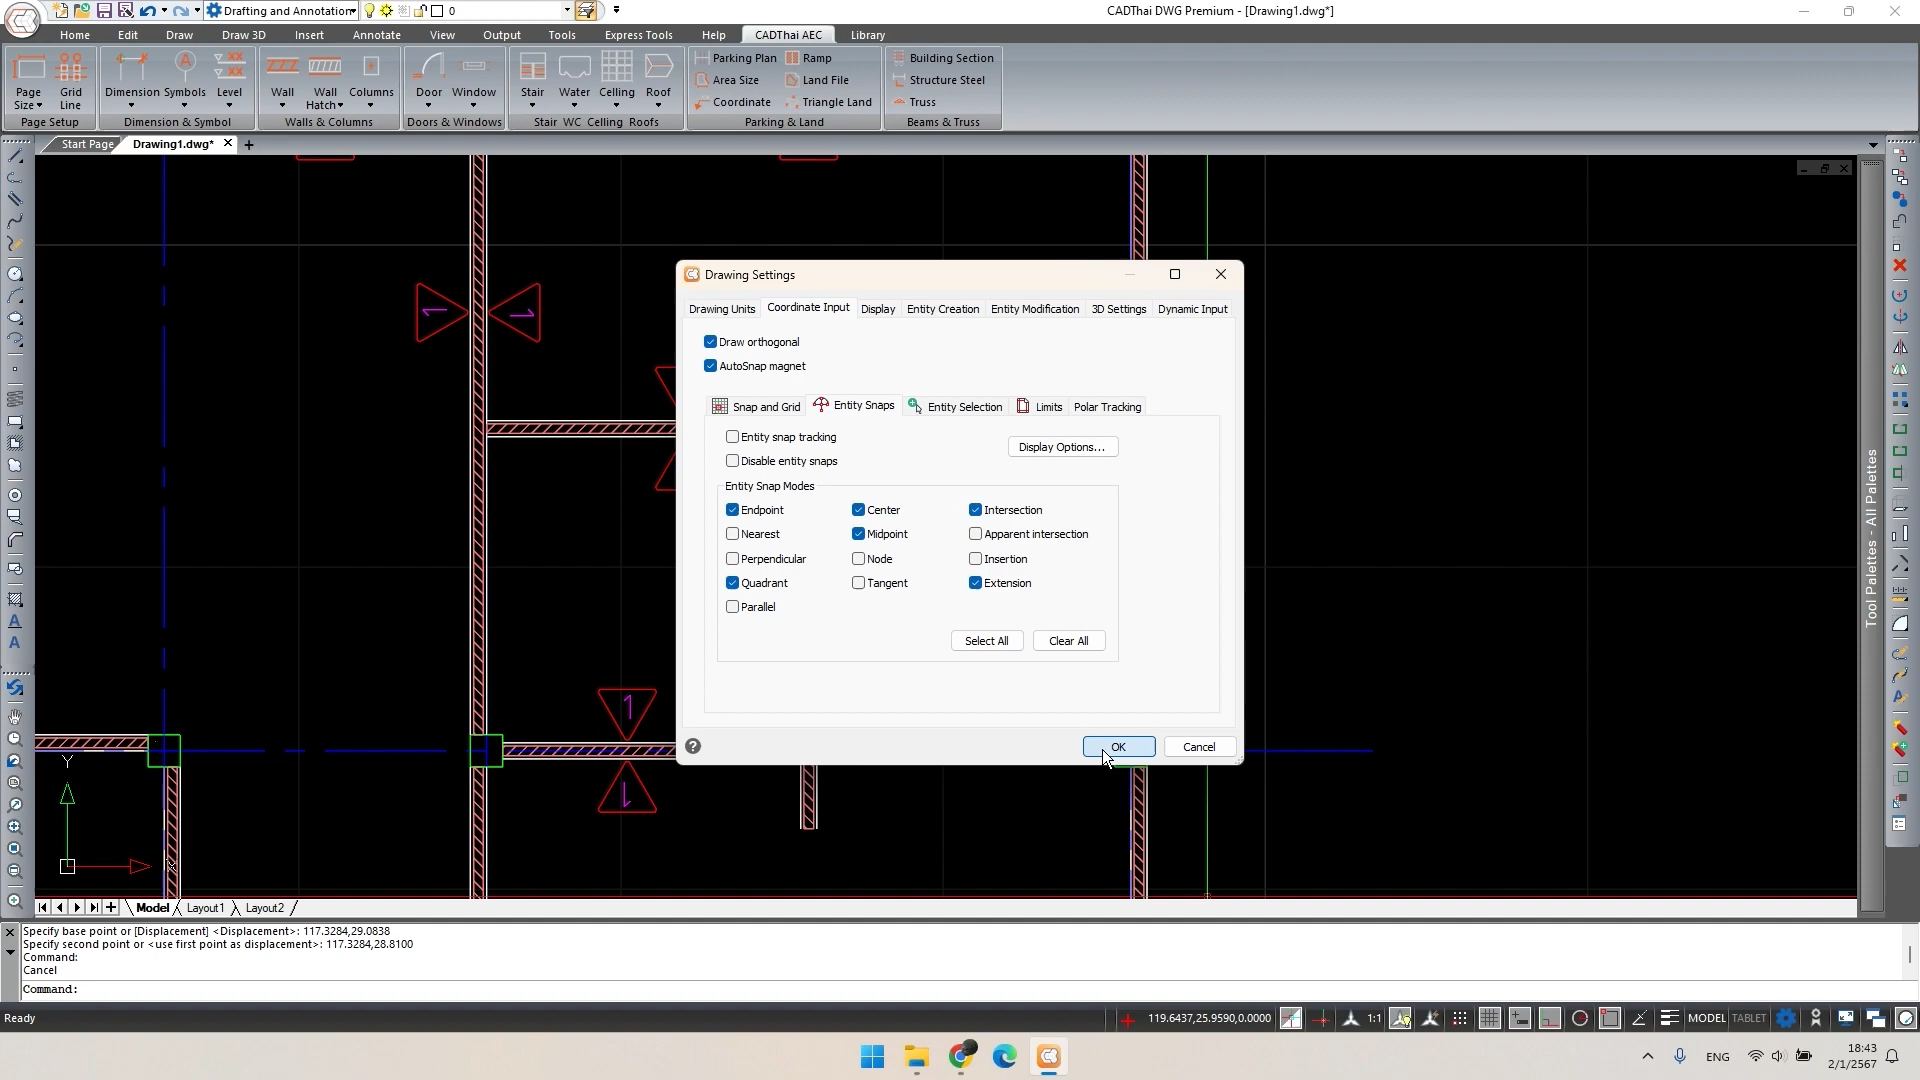 Drafting and Annotation
0
CADThai DWG Premium - [Drawing1.dwg*]
Home Edit Draw Draw 3D Insert Annotate View Output Tools Express Tools Help CADThai AEC Library
Page Size
Grid Line
Dimension
Symbols
Level
Wall
Wall Hatch
Columns
Door
Window
Stair
Water
Celling
Roof
Parking Plan
Area Size
Coordinate
Ramp
Land File
Triangle Land
Building Section
Structure Steel
Truss
Page Setup
Dimension & Symbol
Walls & Columns
Doors & Windows
Stair WC Celling Roofs
Parking & Land
Beams & Truss
Start Page
Drawing1.dwg*
Drawing Settings
Drawing Units Coordinate Input Display Entity Creation Entity Modification 3D Settings Dynamic Input
Draw orthogonal
AutoSnap magnet
Snap and Grid Entity Snaps Entity Selection Limits Polar Tracking
Entity snap tracking
Display Options...
Disable entity snaps
Entity Snap Modes
Endpoint Center Intersection
Nearest Midpoint Apparent intersection
Perpendicular Node Insertion
Quadrant Tangent Extension
Parallel
Select All Clear All
OK Cancel
1
1
1
1
Y
X
Tool Palettes - All Palettes
Model Layout1 Layout2
Specify base point or [Displacement] <Displacement>: 117.3284,29.0838
Specify second point or <use first point as displacement>: 117.3284,28.8100
Command:
Cancel
Command:
Ready
119.6437,25.9590,0.0000
1:1
MODEL TABLET
ENG
18:43
2/1/2567